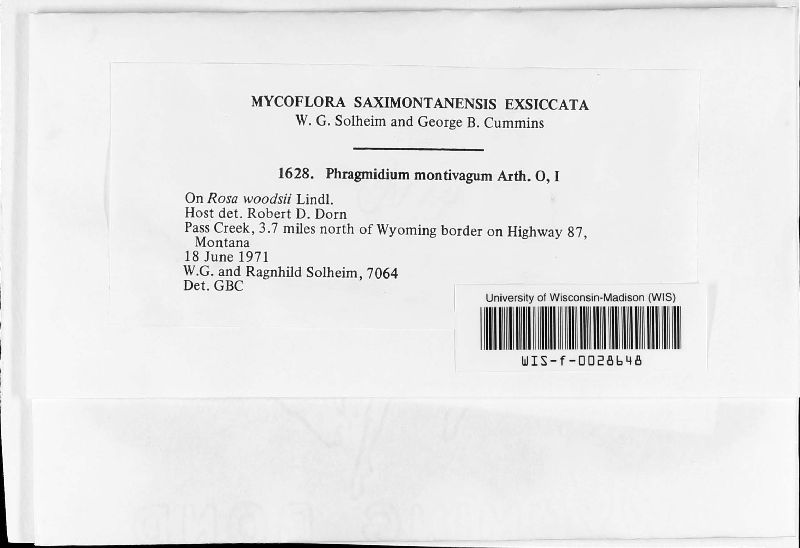 MYCOFLORA SAXIMONTANENSIS EXSICCATA
W. G. Solheim and George B. Cummins
1628. Phragmidium montivagum Arth. O, I
On Rosa woodsii Lindl.
Host det. Robert D. Dorn
Pass Creek, 3.7 miles north of Wyoming border on Highway 87,
Montana
18 June 1971
W.G. and Ragnhild Solheim, 7064
Det. GBC
University of Wisconsin-Madison (WIS)
WIS-f-0028648